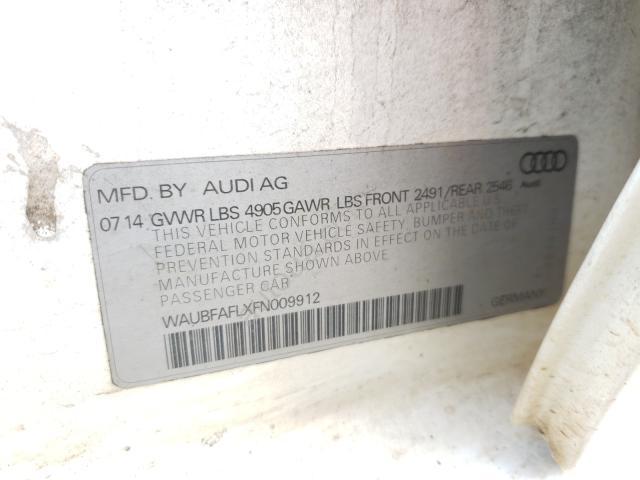 MFD. BY AUDI AG
Audi
07 14 GVWR LBS 4905 GAWR LBS FRONT 2491/REAR 2546
THIS VEHICLE CONFORMS TO ALL APPLICABLE U.S.
FEDERAL MOTOR VEHICLE SAFETY, BUMPER AND THEFT
PREVENTION STANDARDS IN EFFECT ON THE DATE OF
MANUFACTURE SHOWN ABOVE.
PASSENGER CAR
WAUBFAFLXFN009912
GERMANY